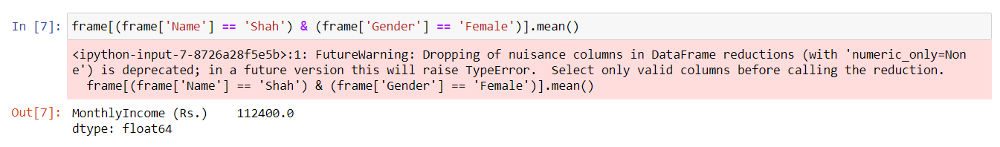 In [7]: frame[(frame['Name'] == 'Shah') & (frame['Gender'] == 'Female')].mean()
<ipython-input-7-8726a28f5e5b>:1: FutureWarning: Dropping of nuisance columns in DataFrame reductions (with 'numeric_only=Non
e') is deprecated; in a future version this will raise TypeError.  Select only valid columns before calling the reduction.
  frame[(frame['Name'] == 'Shah') & (frame['Gender'] == 'Female')].mean()
Out[7]: MonthlyIncome (Rs.)    112400.0
dtype: float64